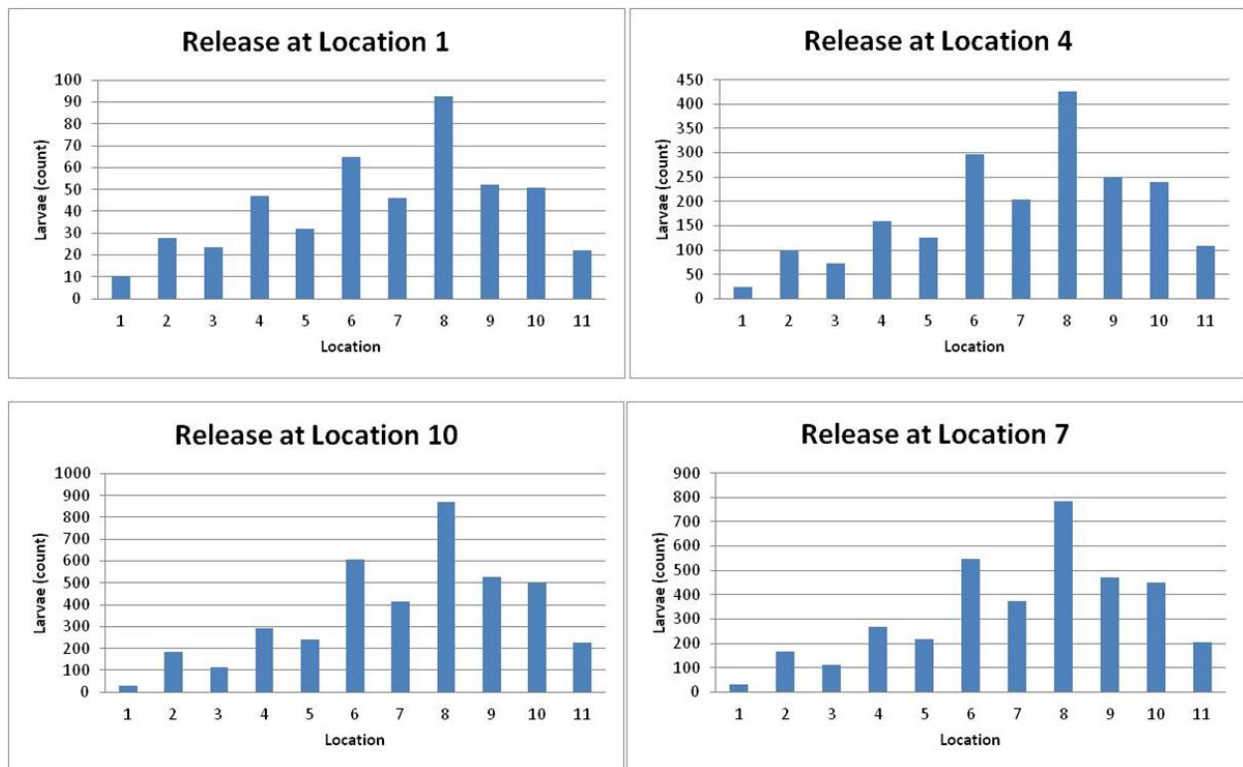 Release at Location 1
100
90
80
70
60
50
40
30
20
10
0
Larvae (count)
1 2 3 4 5 6 7 8 9 10 11
Location
Release at Location 4
450
400
350
300
250
200
150
100
50
0
Larvae (count)
1 2 3 4 5 6 7 8 9 10 11
Location
Release at Location 10
1000
900
800
700
600
500
400
300
200
100
0
Larvae (count)
1 2 3 4 5 6 7 8 9 10 11
Location
Release at Location 7
900
800
700
600
500
400
300
200
100
0
Larvae (count)
1 2 3 4 5 6 7 8 9 10 11
Location